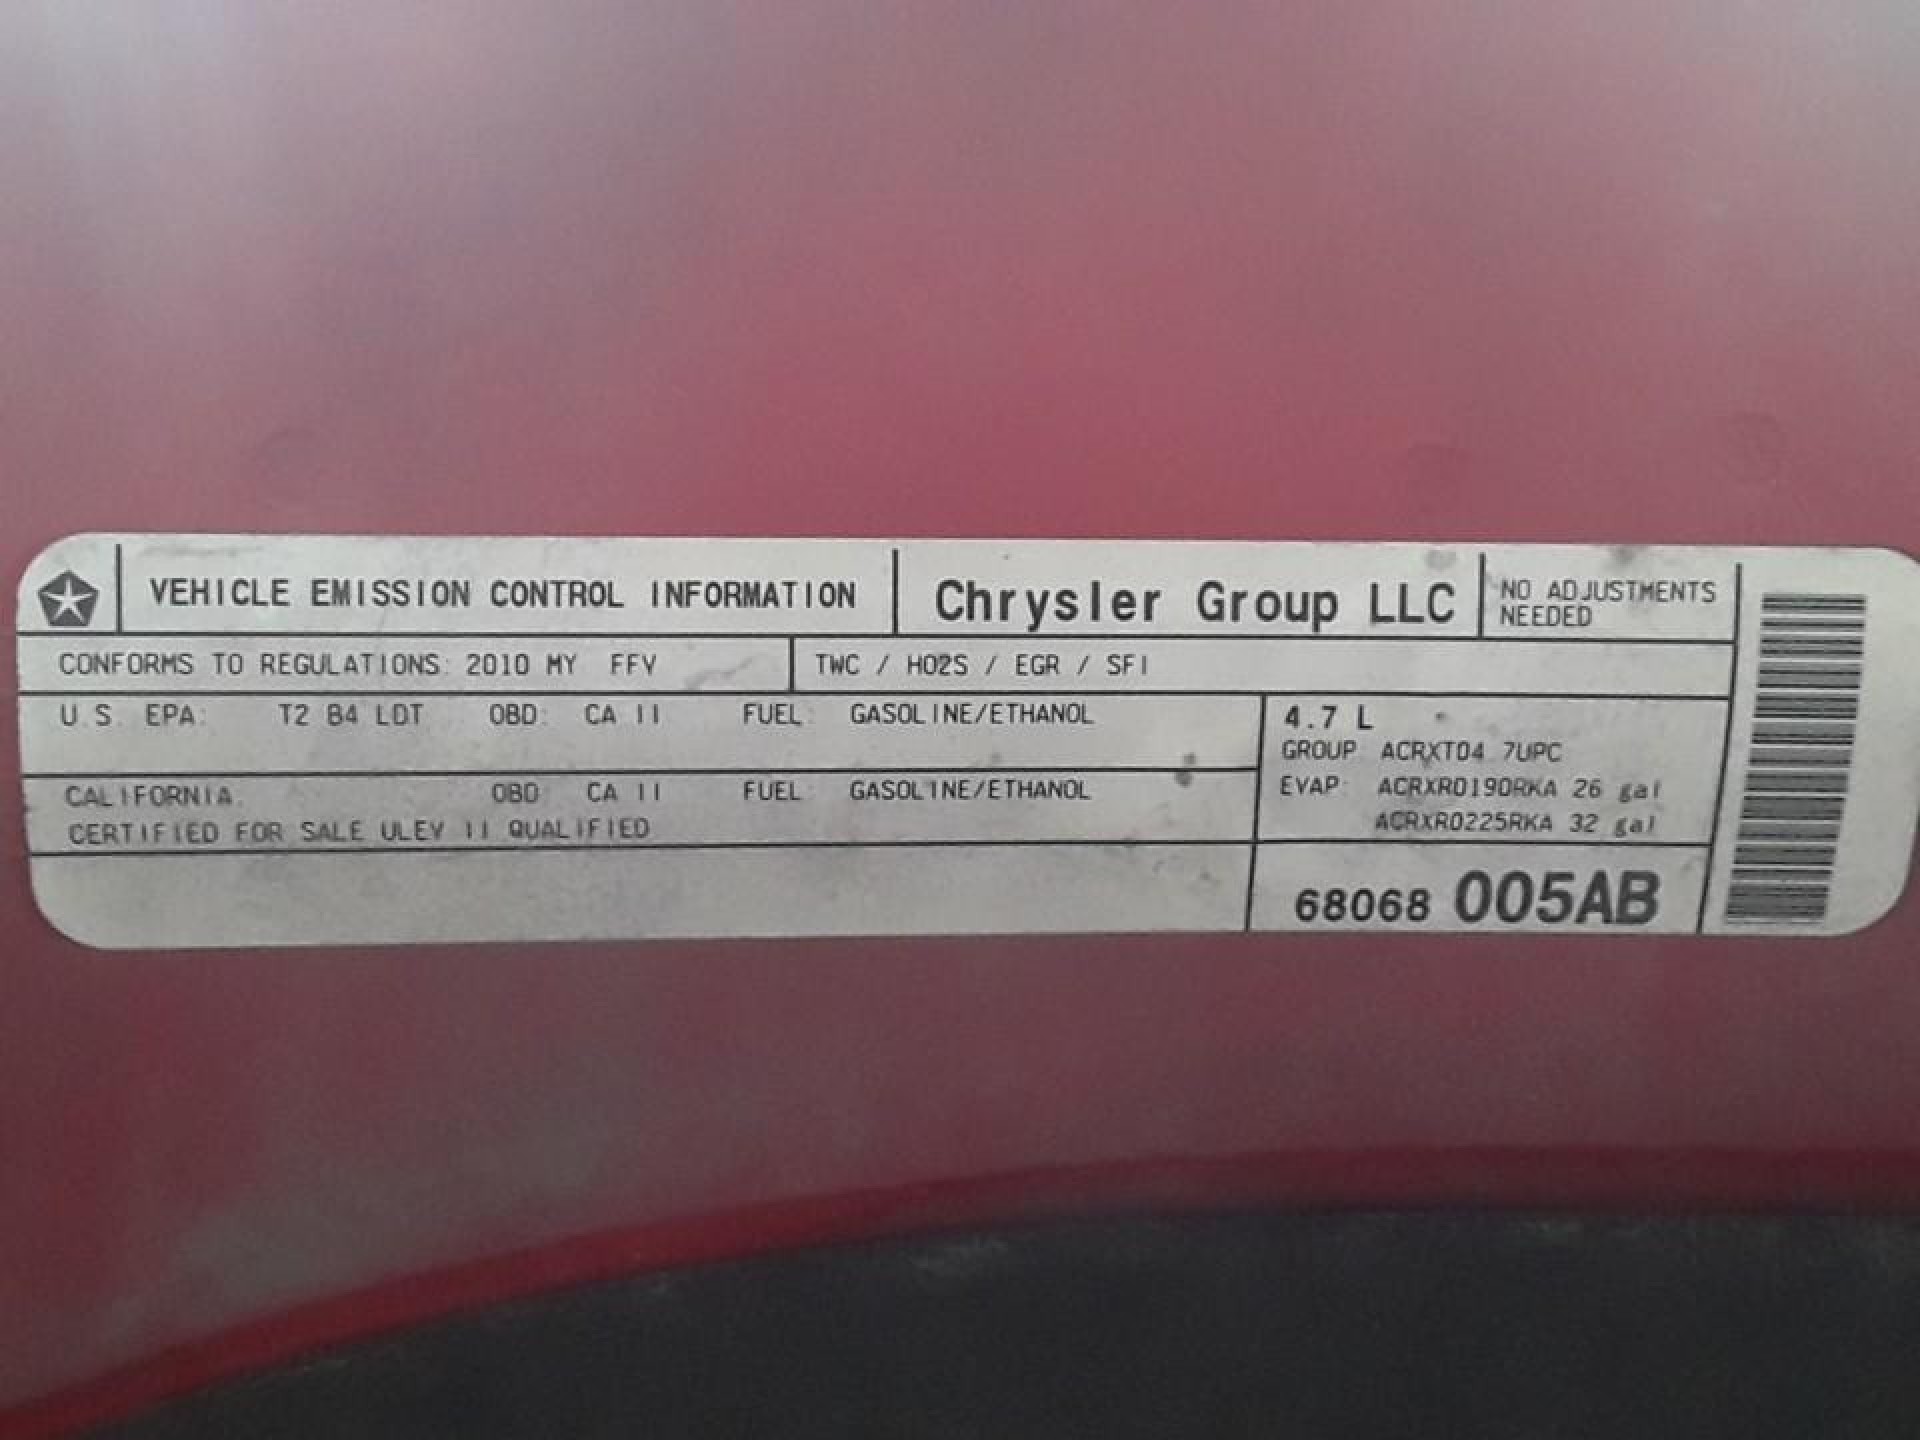 VEHICLE EMISSION CONTROL INFORMATION
Chrysler Group LLC
NO ADJUSTMENTS
NEEDED
CONFORMS TO REGULATIONS: 2010 MY FFV
TWC / HO2S / EGR / SFI
U.S. EPA: T2 B4 LDT OBD: CA II FUEL: GASOLINE/ETHANOL
CALIFORNIA: OBD: CA II FUEL: GASOLINE/ETHANOL
CERTIFIED FOR SALE ULEV II QUALIFIED
4.7 L
GROUP: ACRXT04.7UPC
EVAP: ACRXR0190RKA 26 gal
ACRXR0225RKA 32 gal
68068 005AB